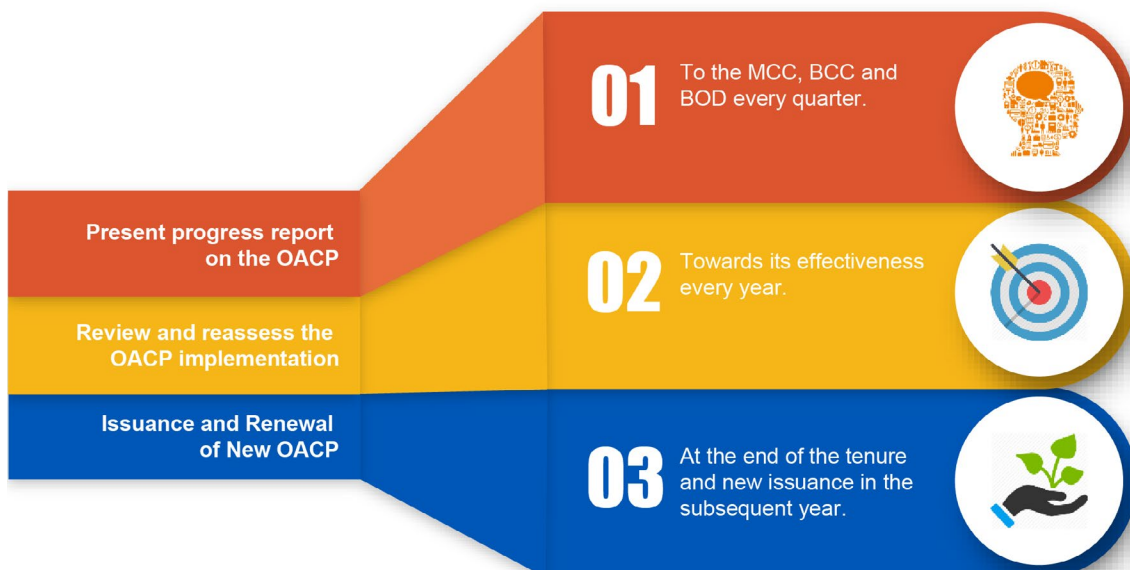 Present progress report
on the OACP
01
To the MCC, BCC and
BOD every quarter.
Review and reassess the
OACP implementation
02
Towards its effectiveness
every year.
Issuance and Renewal
of New OACP
03
At the end of the tenure
and new issuance in the
subsequent year.